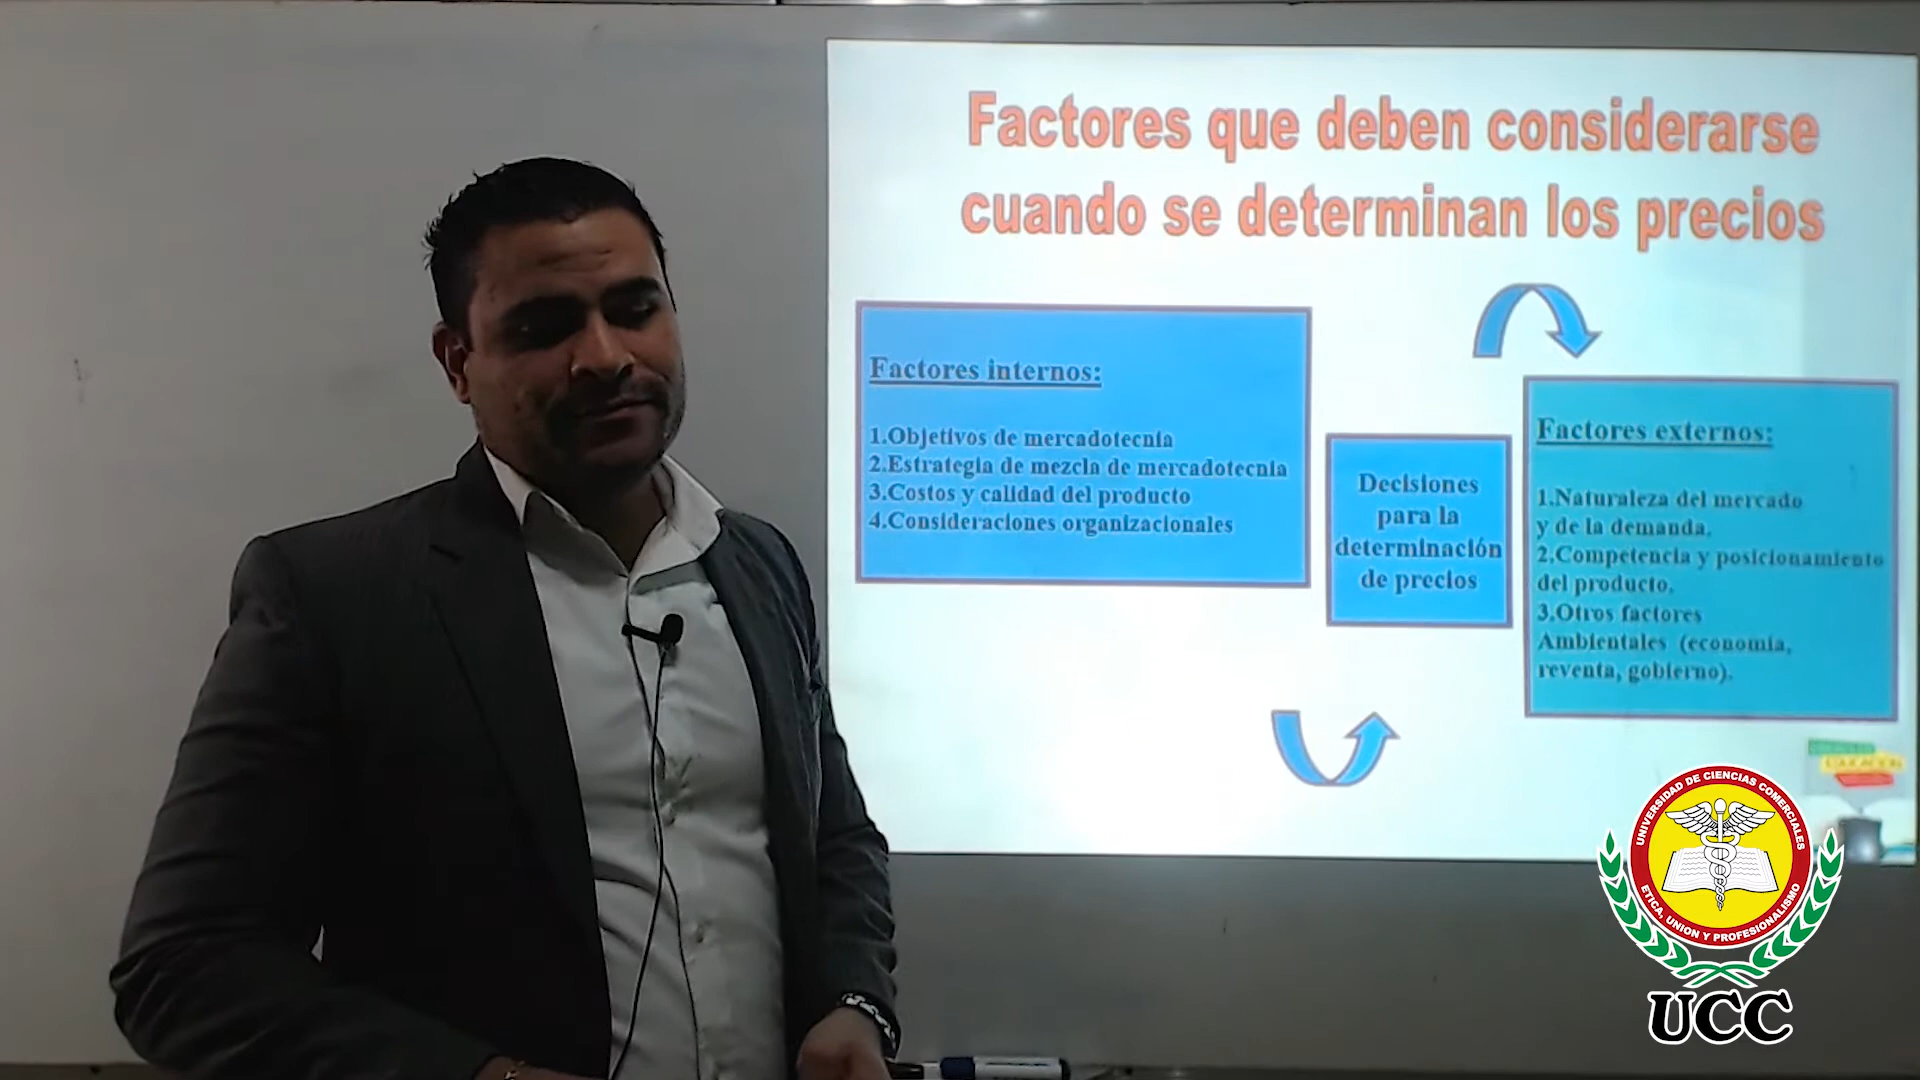 Factores que deben considerarse
cuando se determinan los precios
Factores internos:
1.Objetivos de mercadotecnia
2.Estrategia de mezcla de mercadotecnia
3.Costos y calidad del producto
4.Consideraciones organizacionales
Decisiones
para la
determinación
de precios
Factores externos:
1.Naturaleza del mercado
y de la demanda.
2.Competencia y posicionamiento
del producto.
3.Otros factores
Ambientales (economía,
reventa, gobierno).
EDUCACIÓN
UNIVERSIDAD DE CIENCIAS COMERCIALES
ETICA, UNION Y PROFESIONALISMO
UCC